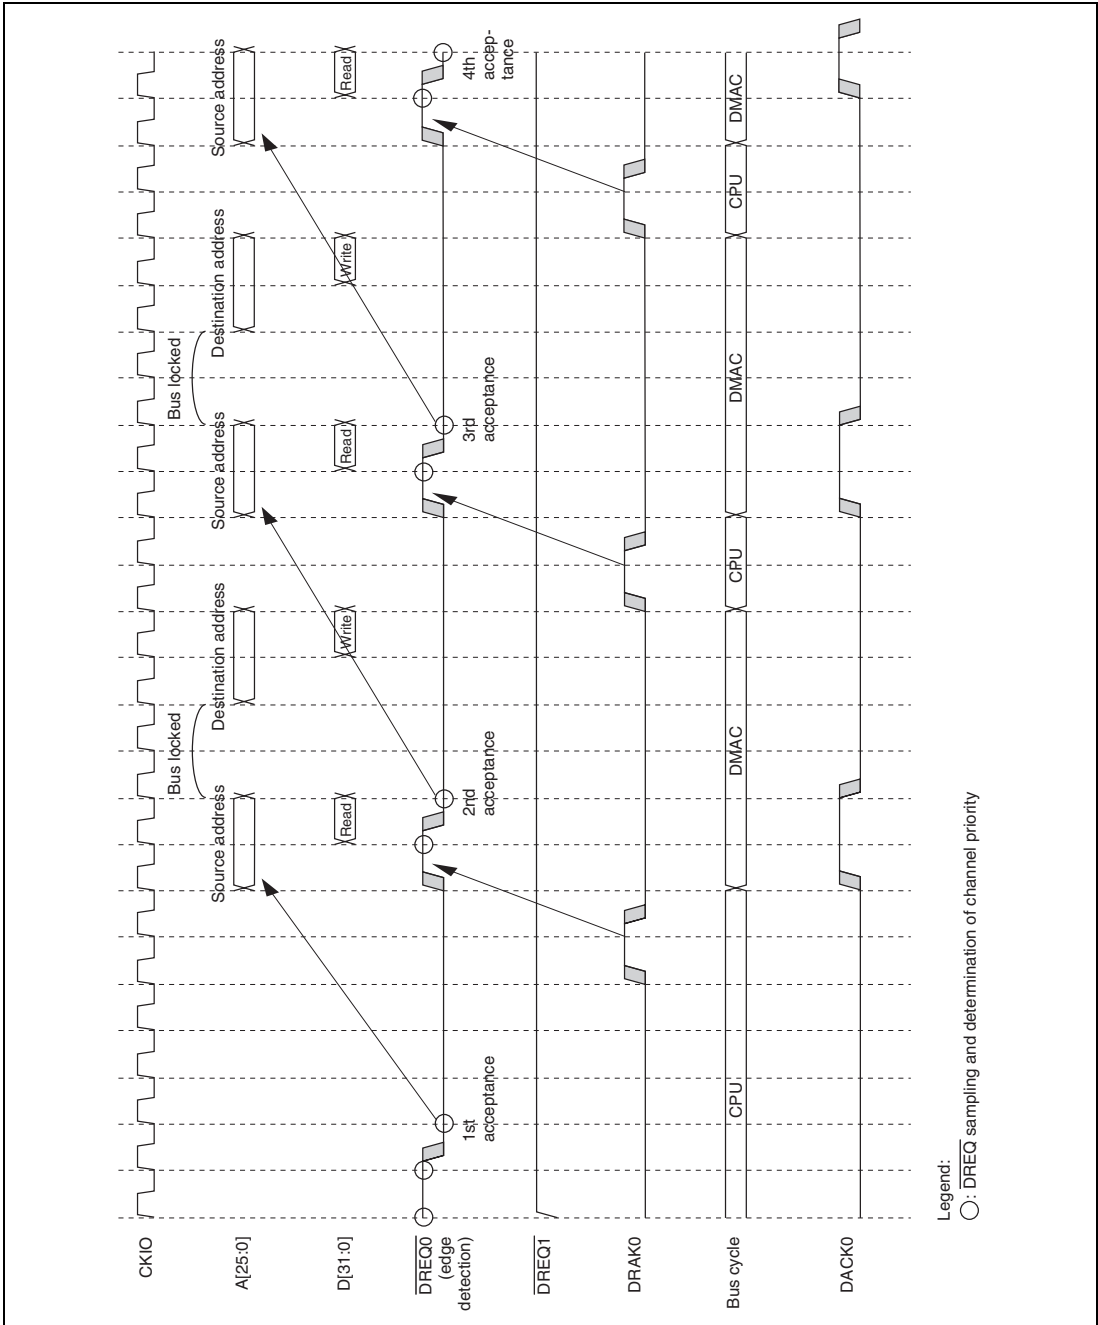 CKIO
Bus locked
Bus locked
A[25:0]
Source address
Destination address
Source address
Destination address
Source address
D[31:0]
Read
Write
Read
Write
Read
DREQ0
(edge
detection)
1st
acceptance
2nd
acceptance
3rd
acceptance
4th
accep-
tance
DREQ1
DRAK0
Bus cycle
CPU
DMAC
CPU
DMAC
CPU
DMAC
DACK0
Legend:
○: DREQ sampling and determination of channel priority